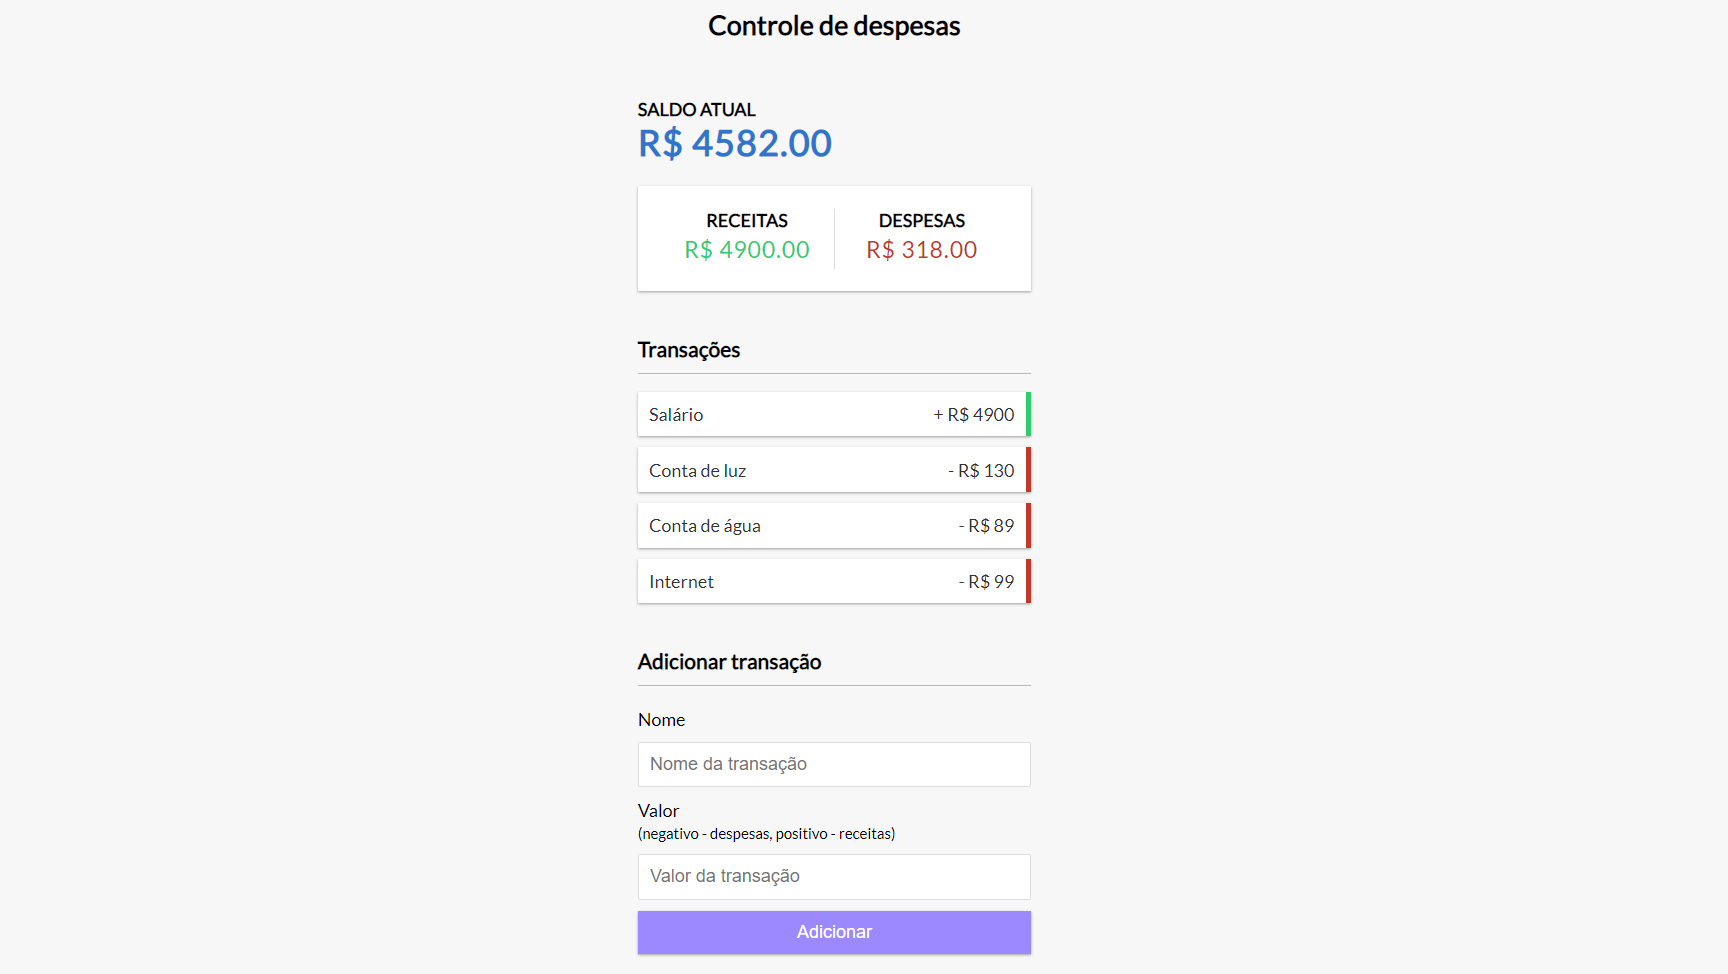 Controle de despesas
SALDO ATUAL
R$ 4582.00
RECEITAS DESPESAS
R$ 4900.00 R$ 318.00
Transações
Salário + R$ 4900
Conta de luz - R$ 130
Conta de água - R$ 89
Internet - R$ 99
Adicionar transação
Nome
Nome da transação
Valor
(negativo - despesas, positivo - receitas)
Valor da transação
Adicionar